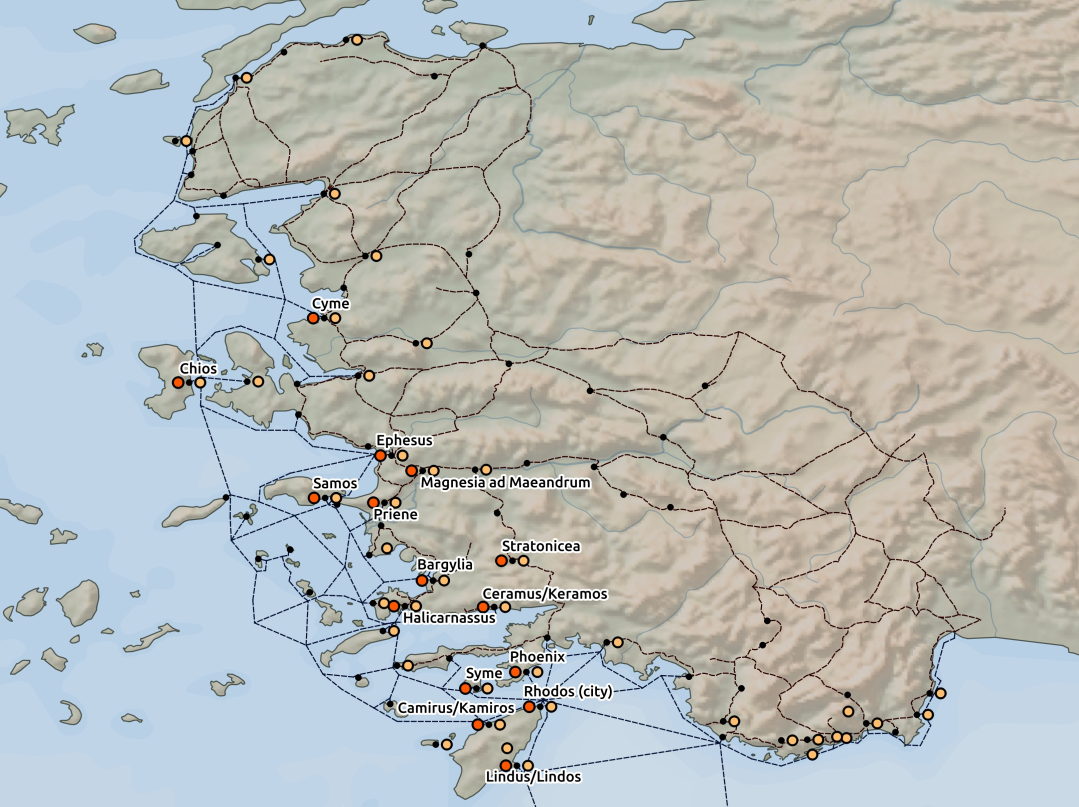 Cyme
Chios
Ephesus
Magnesia ad Maeandrum
Samos
Priene
Stratonicea
Bargylia
Ceramus/Keramos
Halicarnassus
Phoenix
Syme
Rhodos (city)
Camirus/Kamiros
Lindus/Lindos